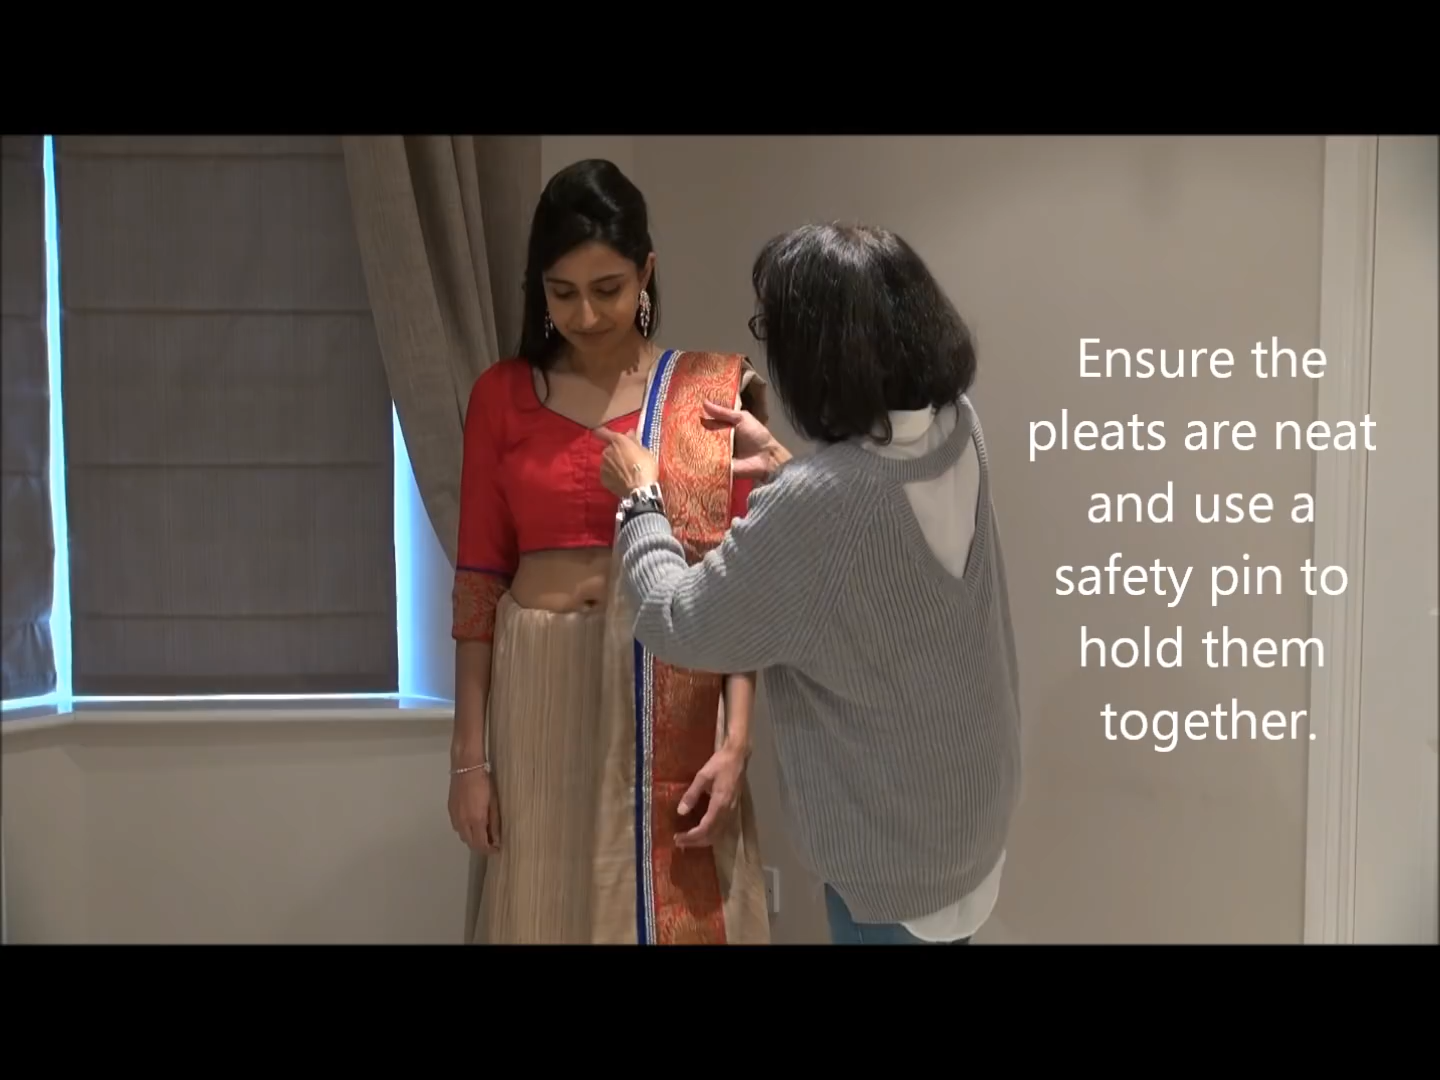 Ensure the
pleats are neat
and use a
safety pin to
hold them
together.